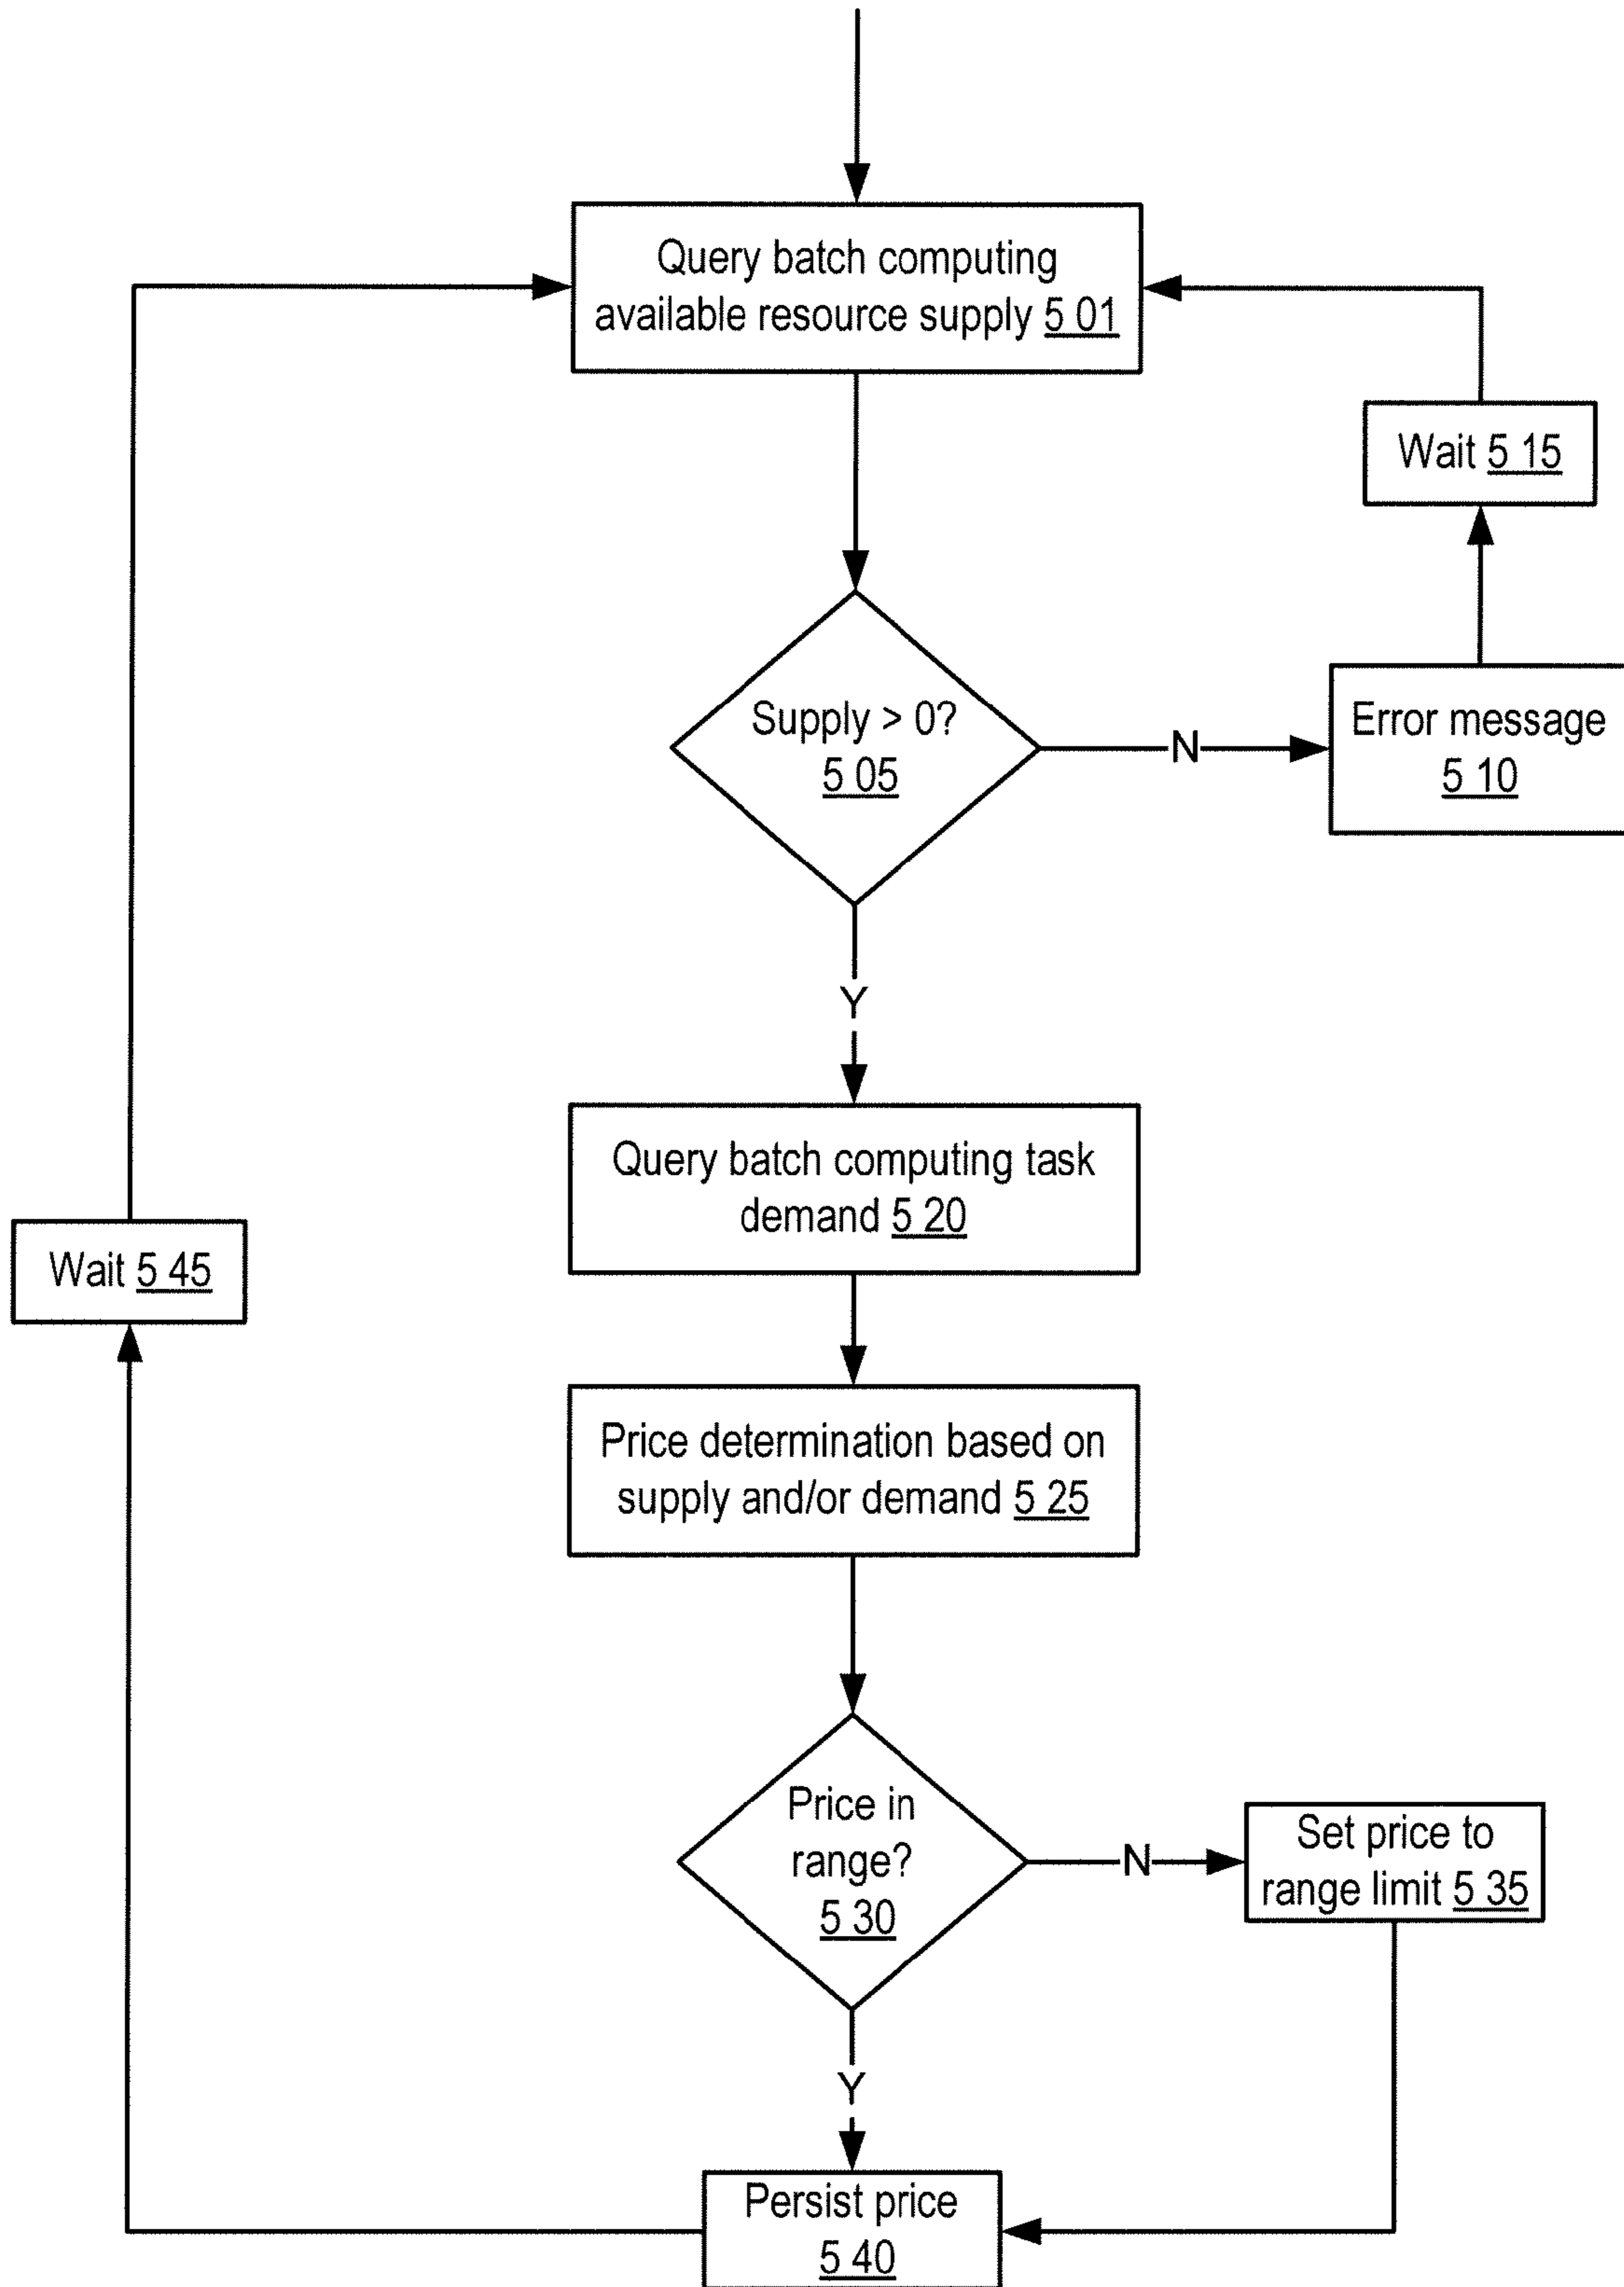 Query batch computing
available resource supply 5 01
Wait 5 15
Supply > 0?
5 05
N
Error message
5 10
Y
Query batch computing task
demand 5 20
Wait 5 45
Price determination based on
supply and/or demand 5 25
Price in
range?
5 30
N
Set price to
range limit 5 35
Y
Persist price
5 40